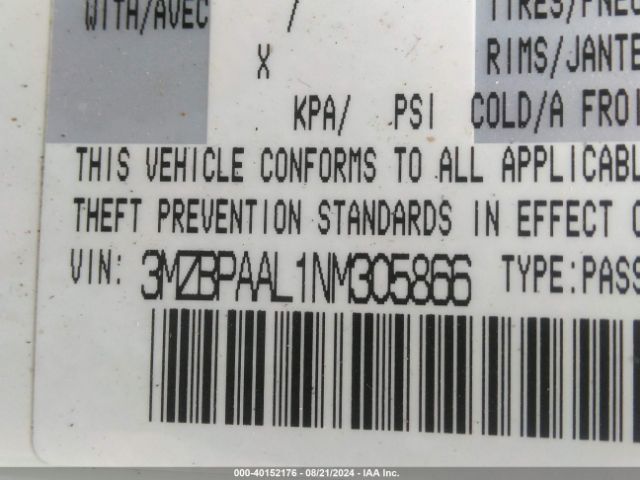 WITH/AVEC /
X RIMS/JANTE
KPA/ PSI COLD/A FROI
THIS VEHICLE CONFORMS TO ALL APPLICABL
THEFT PREVENTION STANDARDS IN EFFECT
VIN: 3MZBPAAL1NM305866 TYPE:PASS
000-40152176 - 08/21/2024 - IAA Inc.